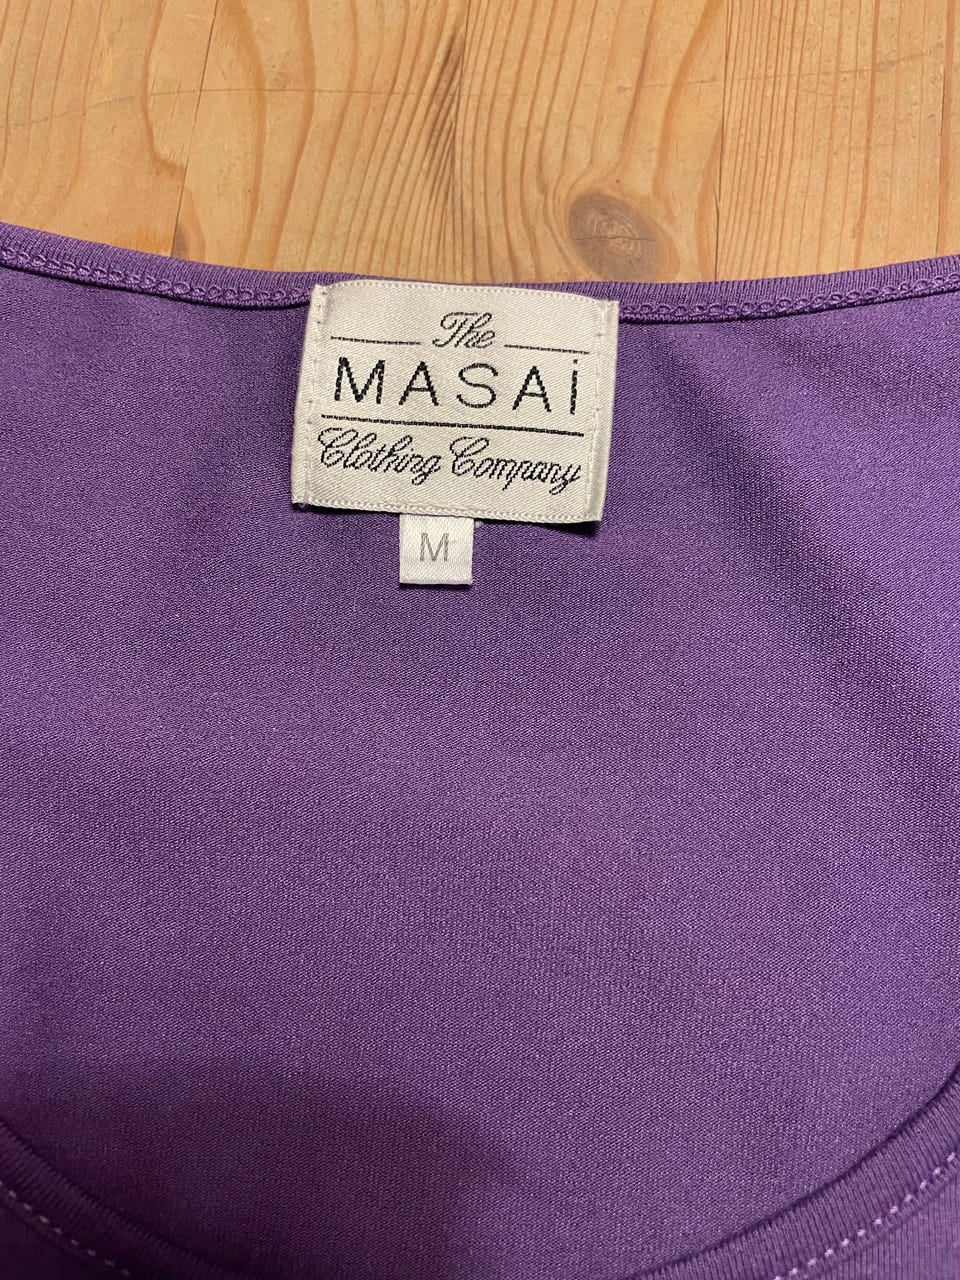 The
MASAİ
Clothing Company
M